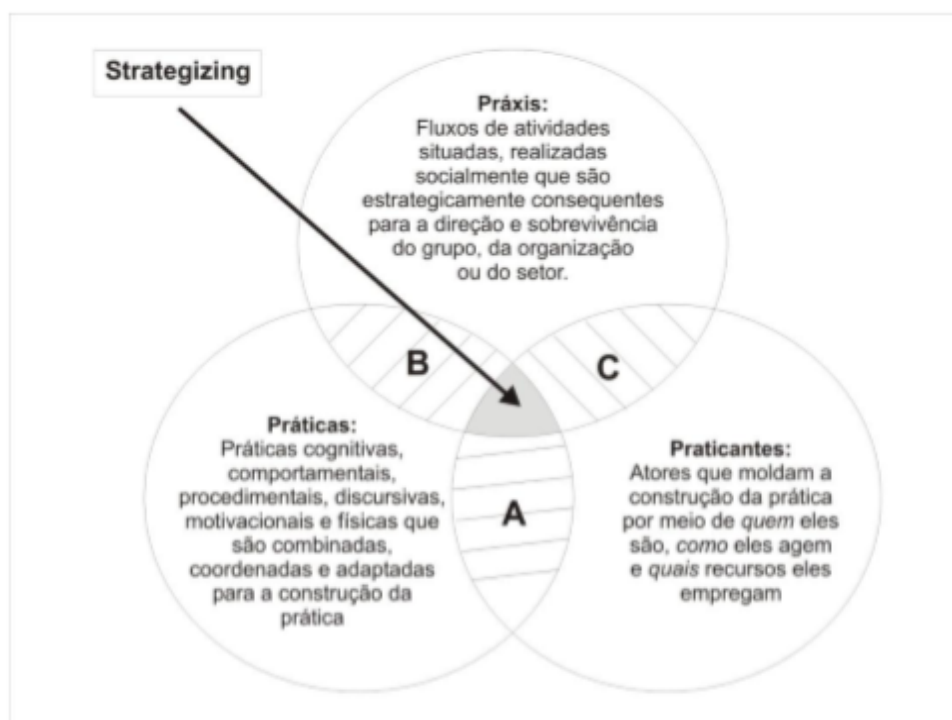 Strategizing
Práxis:
Fluxos de atividades
situadas, realizadas
socialmente que são
estrategicamente consequentes
para a direção e sobrevivência
do grupo, da organização
ou do setor.
B
C
Práticas:
Práticas cognitivas,
comportamentais,
procedimentais, discursivas,
motivacionais e físicas que
são combinadas,
coordenadas e adaptadas
para a construção da
prática
A
Praticantes:
Atores que moldam a
construção da prática
por meio de quem eles
são, como eles agem
e quais recursos eles
empregam